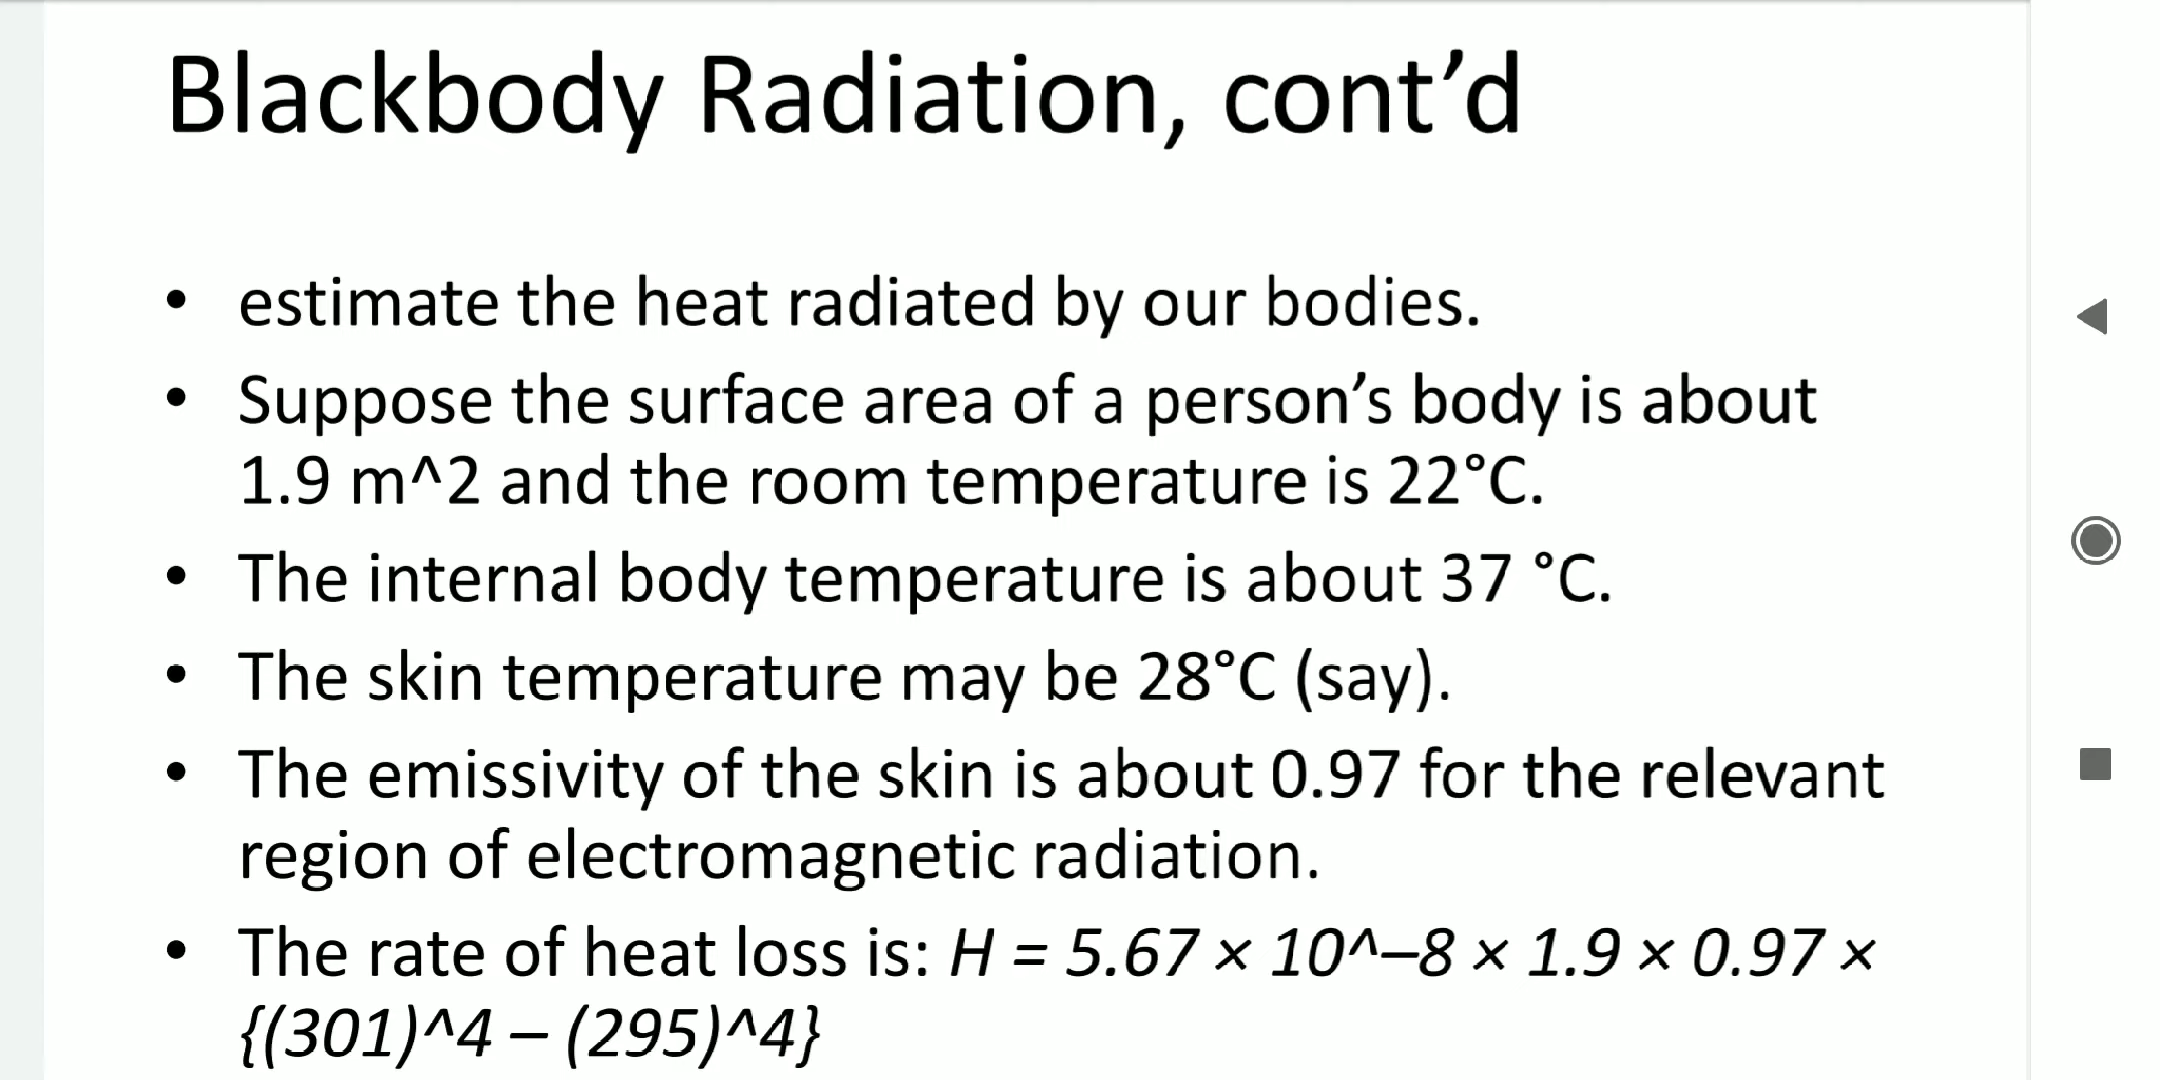 Blackbody Radiation, cont’d
• estimate the heat radiated by our bodies.
• Suppose the surface area of a person’s body is about
1.9 m^2 and the room temperature is 22°C.
• The internal body temperature is about 37 °C.
• The skin temperature may be 28°C (say).
• The emissivity of the skin is about 0.97 for the relevant
region of electromagnetic radiation.
• The rate of heat loss is: H = 5.67 × 10^–8 × 1.9 × 0.97 ×
{(301)^4 – (295)^4}